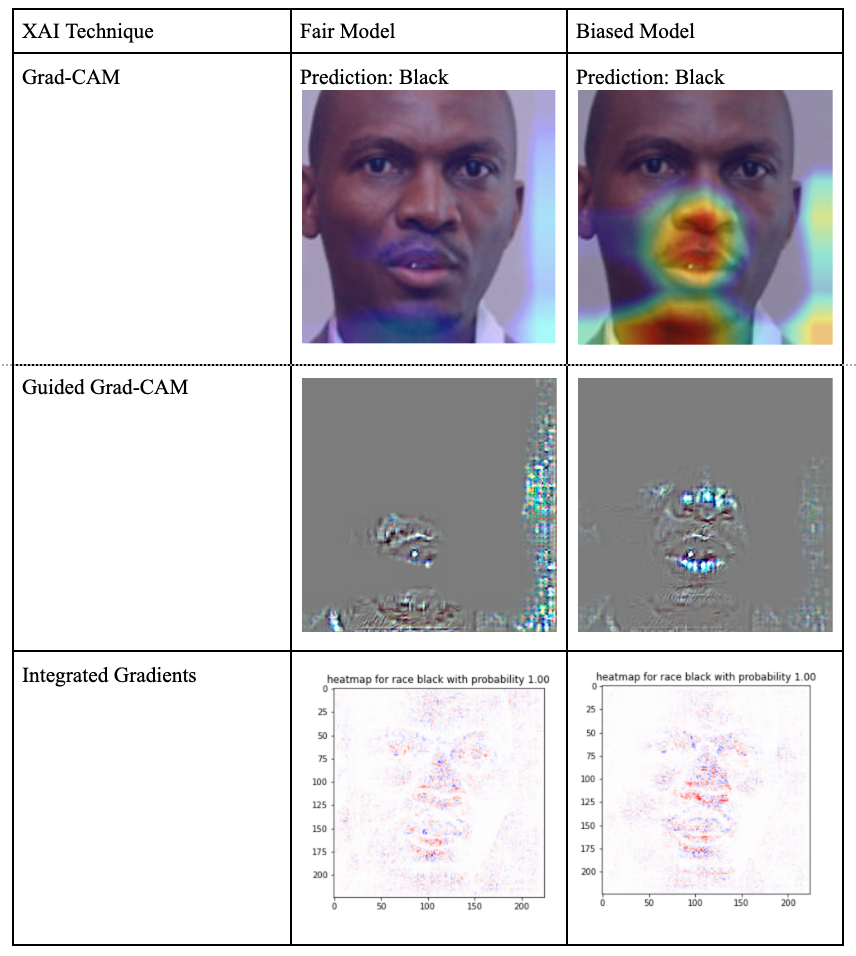 XAI Technique
Fair Model
Biased Model
Grad-CAM
Prediction: Black
Prediction: Black
Guided Grad-CAM
Integrated Gradients
heatmap for race black with probability 1.00
0
25
50
75
100
125
150
175
200
0 50 100 150 200
heatmap for race black with probability 1.00
0
25
50
75
100
125
150
175
200
0 50 100 150 200